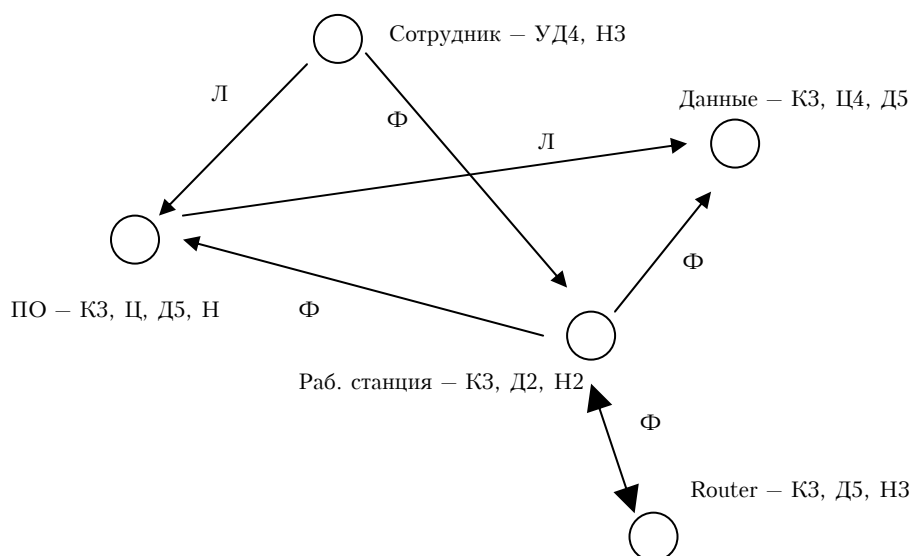 Сотрудник – УД4, Н3
Л
Ф
Данные – К3, Ц4, Д5
Л
Ф
ПО – К3, Ц, Д5, Н
Ф
Раб. станция – К3, Д2, Н2
Ф
Router – К3, Д5, Н3